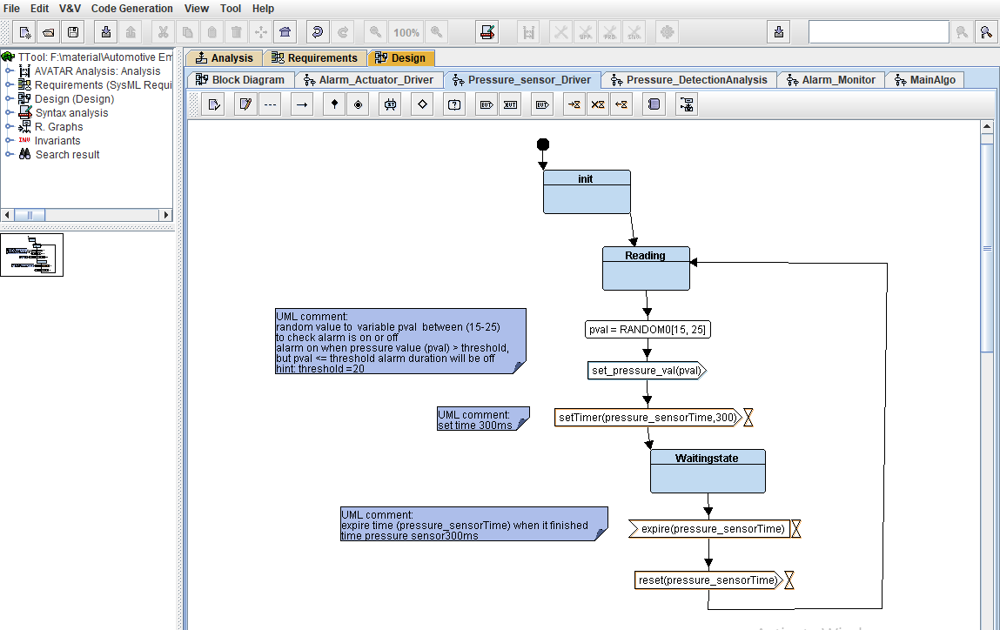 File Edit V&V Code Generation View Tool Help
100%
TTool: F:\material\Automotive Em
AVATAR Analysis: Analysis
Requirements (SysML Requi
Design (Design)
Syntax analysis
R. Graphs
INV Invariants
Search result
Analysis Requirements Design
Block Diagram Alarm_Actuator_Driver Pressure_sensor_Driver Pressure_DetectionAnalysis Alarm_Monitor MainAlgo
init
Reading
UML comment:
random value to variable pval between (15-25)
to check alarm is on or off
alarm on when pressure value (pval) > threshold,
but pval <= threshold alarm duration will be off
hint: threshold =20
pval = RANDOM0[15, 25]
set_pressure_val(pval)
UML comment:
set time 300ms
setTimer(pressure_sensorTime,300)
Waitingstate
UML comment:
expire time (pressure_sensorTime) when it finished
time pressure sensor300ms
expire(pressure_sensorTime)
reset(pressure_sensorTime)